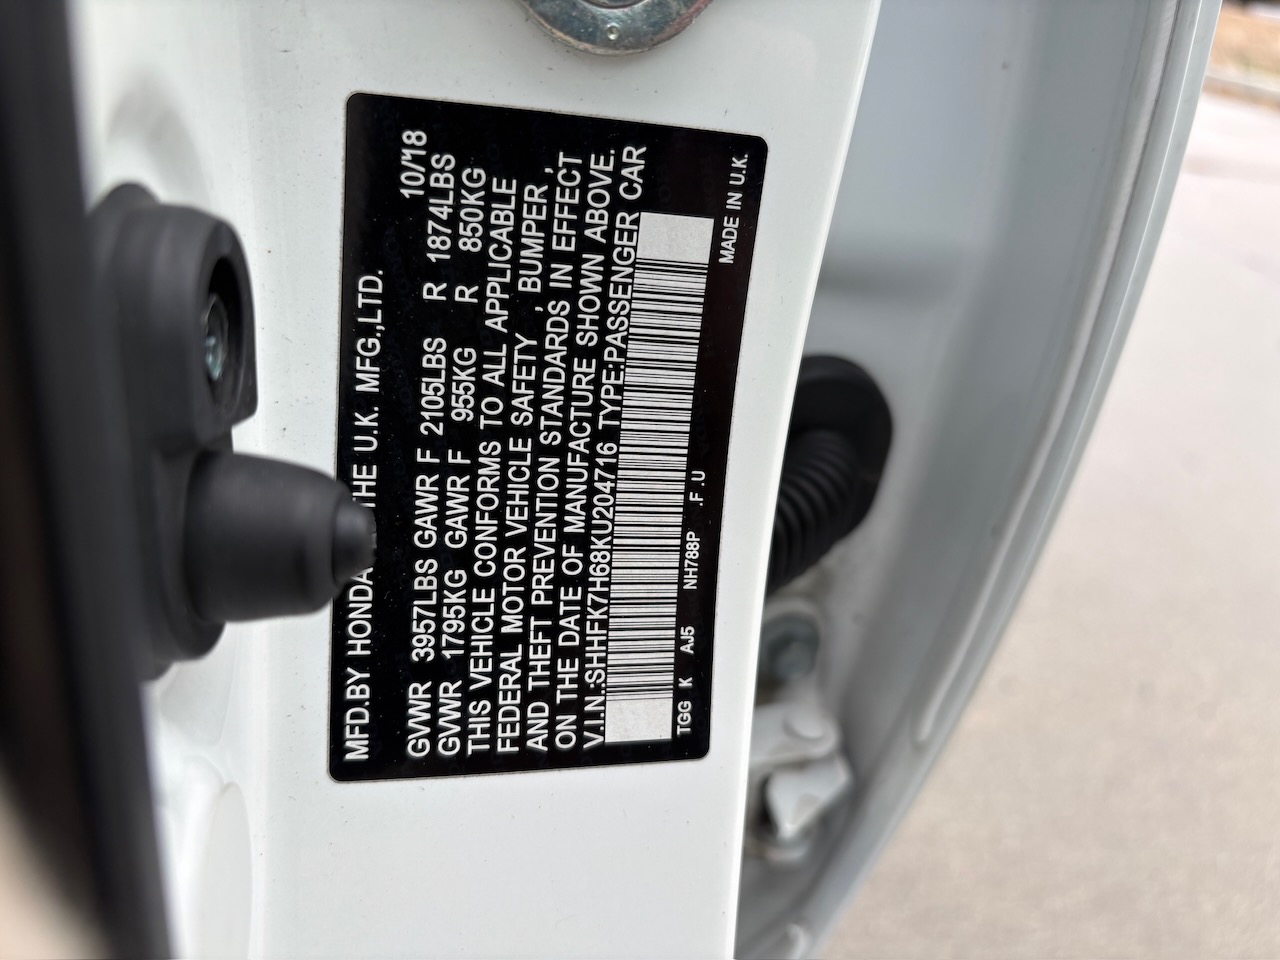 MFD.BY HONDA THE U.K. MFG.,LTD.
10/18
GVWR 3957LBS GAWR F 2105LBS R 1874LBS
GVWR 1795KG GAWR F 955KG R 850KG
THIS VEHICLE CONFORMS TO ALL APPLICABLE
FEDERAL MOTOR VEHICLE SAFETY , BUMPER ,
AND THEFT PREVENTION STANDARDS IN EFFECT
ON THE DATE OF MANUFACTURE SHOWN ABOVE.
V.I.N.:SHHFK7H68KU204716 TYPE:PASSENGER CAR
TGG K AJ5 NH788P .F .U MADE IN U.K.